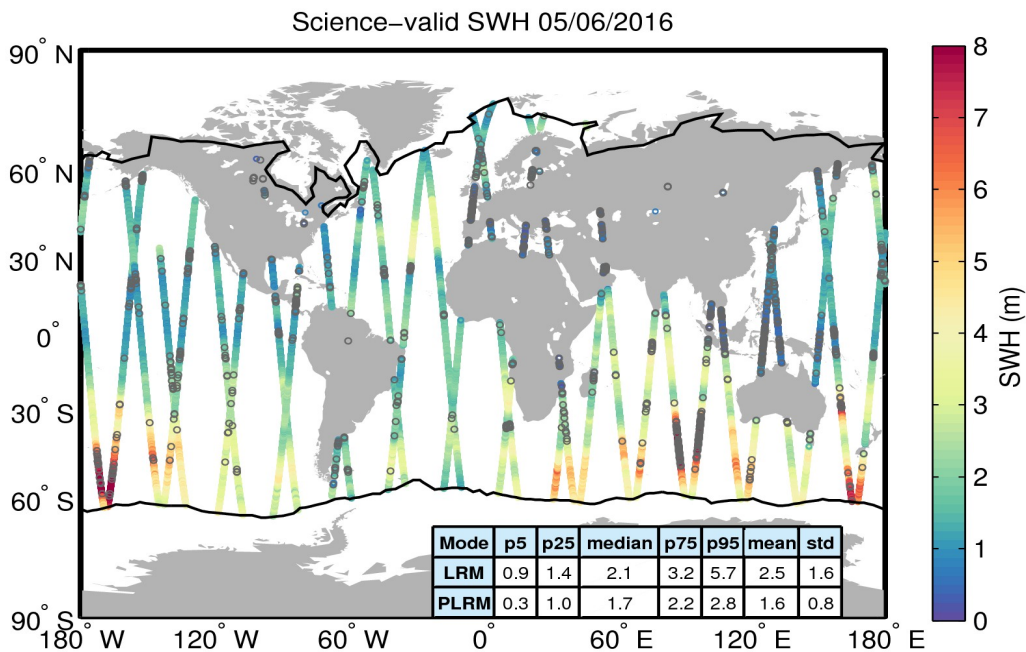 Science−valid SWH 05/06/2016
90° N
60° N
30° N
0°
30° S
60° S
90° S
180° W
120° W
60° W
0°
60° E
120° E
180° E
Mode p5 p25 median p75 p95 mean std
LRM 0.9 1.4 2.1 3.2 5.7 2.5 1.6
PLRM 0.3 1.0 1.7 2.2 2.8 1.6 0.8
8
7
6
5
4
3
2
1
0
SWH (m)